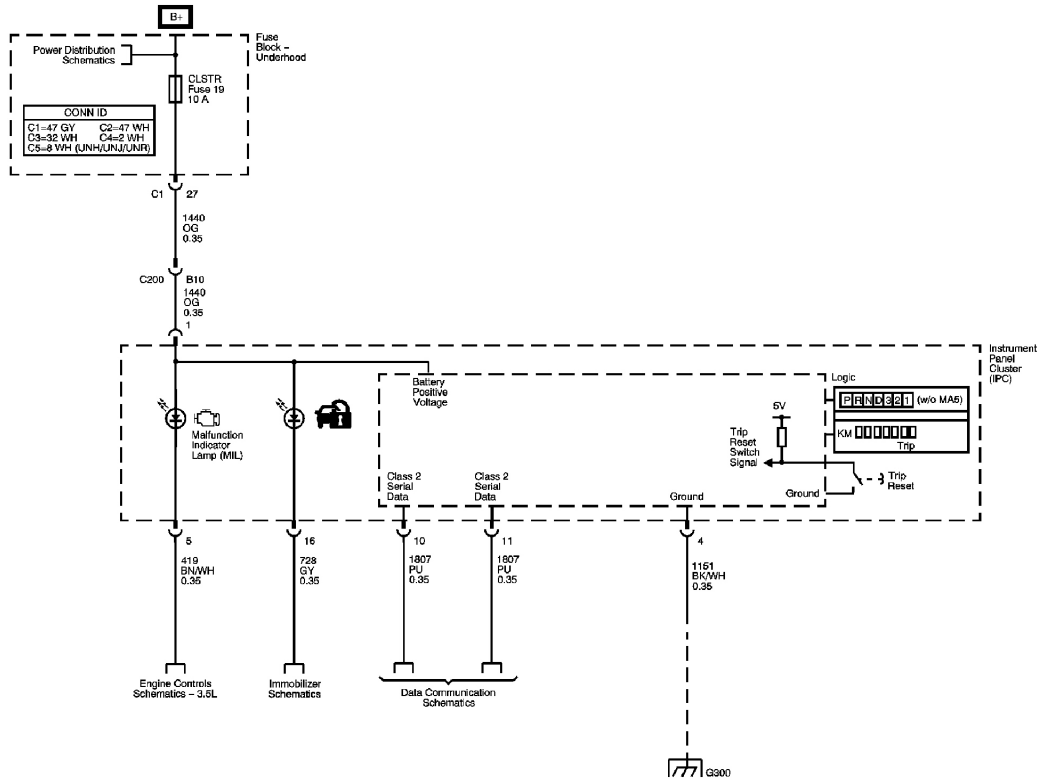 B+
Fuse
Block –
Underhood
Power Distribution
Schematics
CLSTR
Fuse 19
10 A
CONN ID
C1=47 GY C2=47 WH
C3=32 WH C4=2 WH
C5=8 WH (UNH/UNJ/UNR)
C1 27
1440
OG
0.35
C200 B10
1440
OG
0.35
1
Instrument
Panel
Cluster
(IPC)
Battery
Positive
Voltage
Logic
P R N D 3 2 1 (w/o MA5)
KM
Trip
5V
Trip
Reset
Switch
Signal
Malfunction
Indicator
Lamp (MIL)
Trip
Reset
Class 2
Serial
Data
Class 2
Serial
Data
Ground
Ground
5 16 10 11 4
419
BN/WH
0.35
728
GY
0.35
1807
PU
0.35
1807
PU
0.35
1151
BK/WH
0.35
Engine Controls
Schematics – 3.5L
Immobilizer
Schematics
Data Communication
Schematics
G300